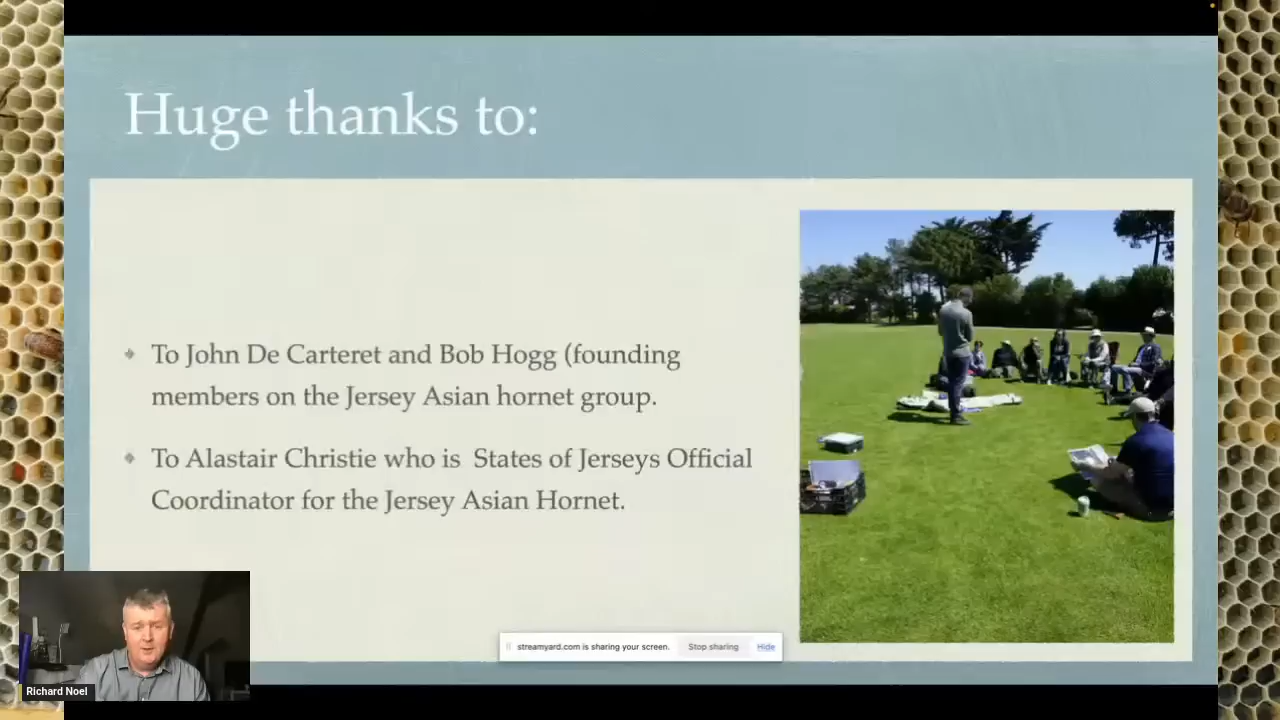 Huge thanks to:
To John De Carteret and Bob Hogg (founding
members on the Jersey Asian hornet group.
To Alastair Christie who is States of Jerseys Official
Coordinator for the Jersey Asian Hornet.
streamyard.com is sharing your screen. Stop sharing Hide
Richard Noel